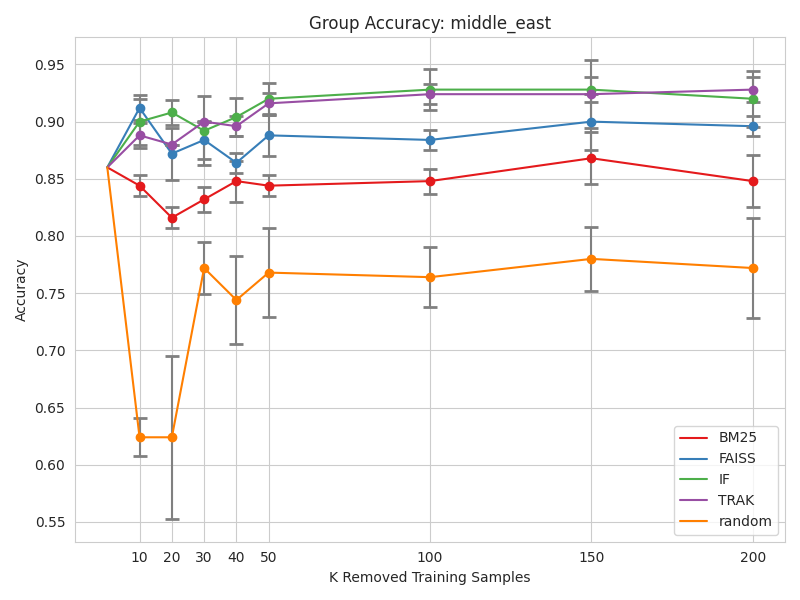 Group Accuracy: middle_east
Accuracy
0.95
0.90
0.85
0.80
0.75
0.70
0.65
0.60
0.55
10 20 30 40 50 100 150 200
K Removed Training Samples
BM25
FAISS
IF
TRAK
random